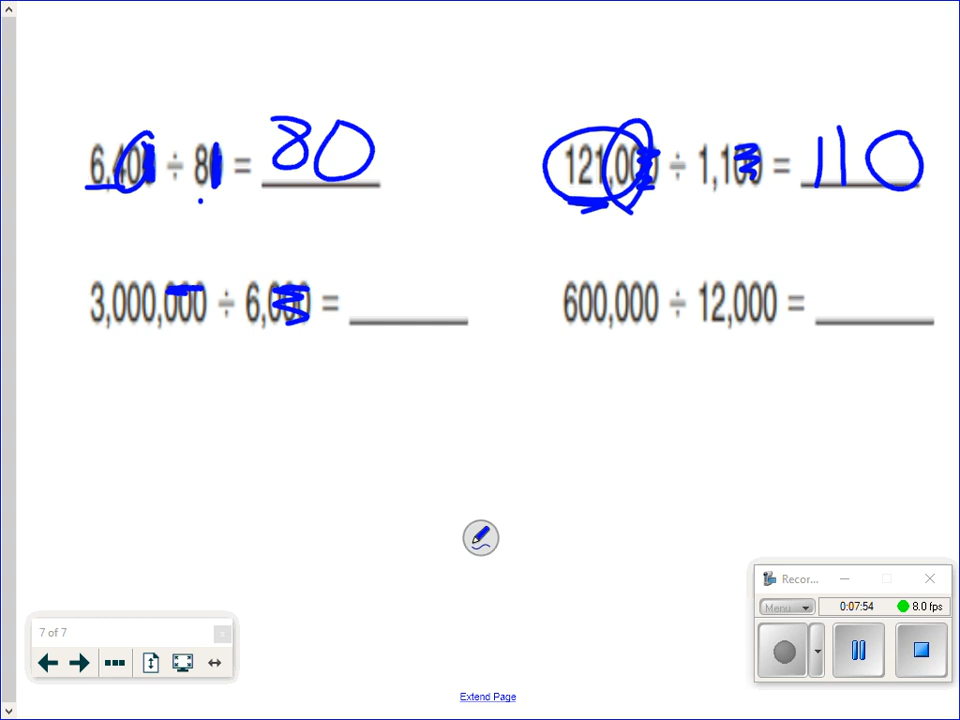 6,400 ÷ 80 = 80
121,000 ÷ 1,100 = 110
3,000,000 ÷ 6,000 =
600,000 ÷ 12,000 =
Recor...
Menu
0:07:54
8.0 fps
7 of 7
Extend Page